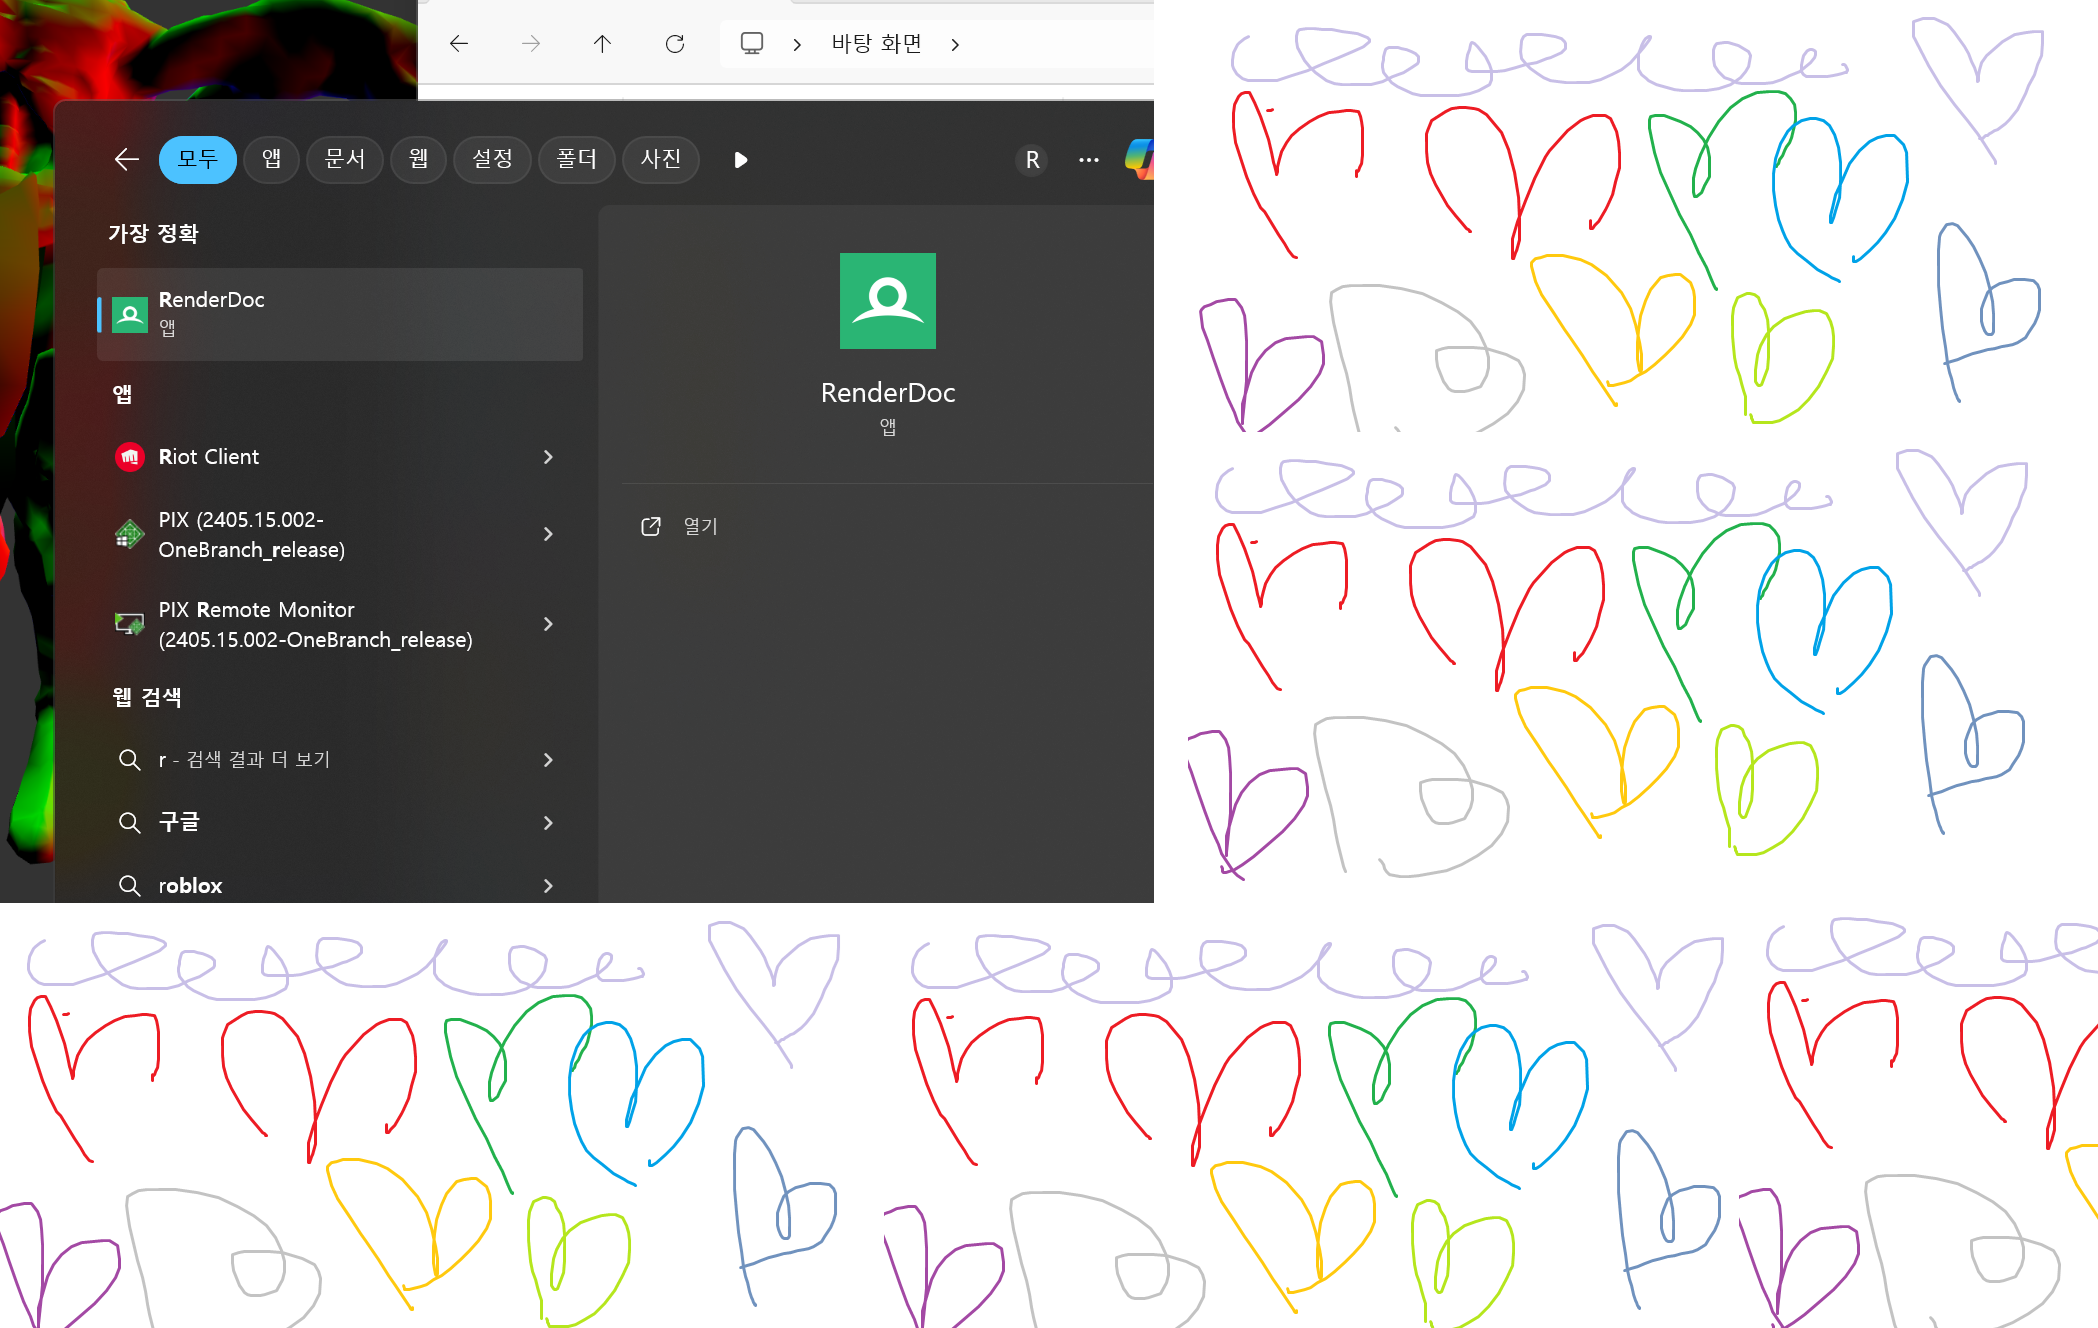 바탕 화면
모두 앱 문서 웹 설정 폴더 사진
R
가장 정확
RenderDoc
앱
앱
Riot Client
PIX (2405.15.002-
OneBranch_release)
PIX Remote Monitor
(2405.15.002-OneBranch_release)
웹 검색
r - 검색 결과 더 보기
구글
roblox
RenderDoc
앱
열기